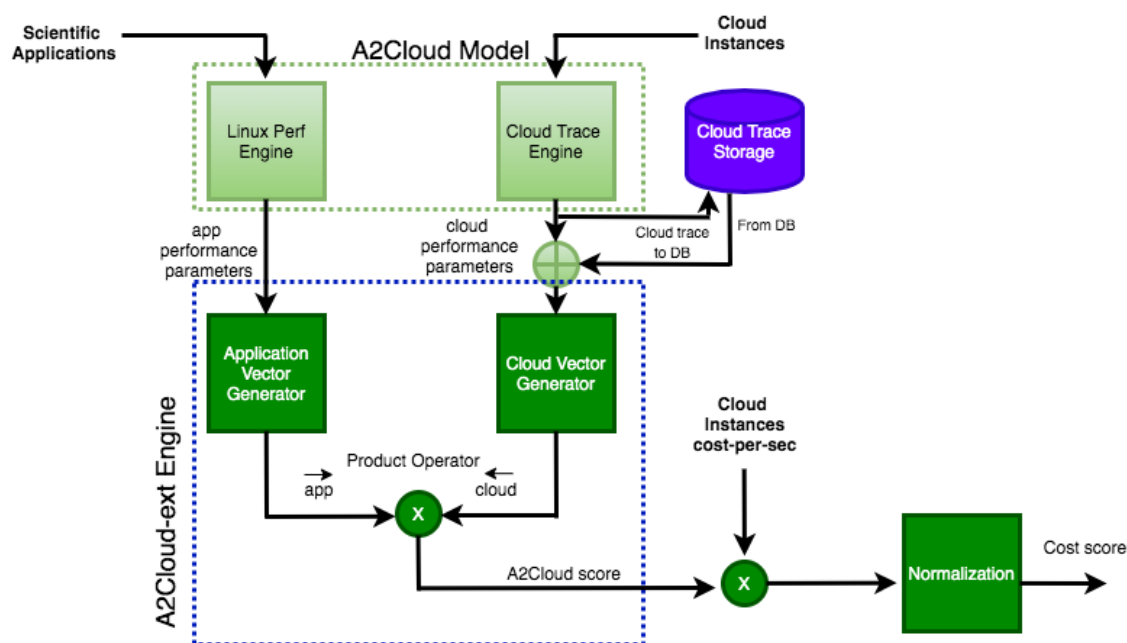 Scientific
Applications
A2Cloud Model
Cloud
Instances
Linux Perf
Engine
Cloud Trace
Engine
Cloud Trace
Storage
app
performance
parameters
cloud
performance
parameters
Cloud trace
to DB
From DB
A2Cloud-ext Engine
Application
Vector
Generator
Cloud Vector
Generator
Cloud
Instances
cost-per-sec
Product Operator
app
cloud
X
A2Cloud score
X
Normalization
Cost score